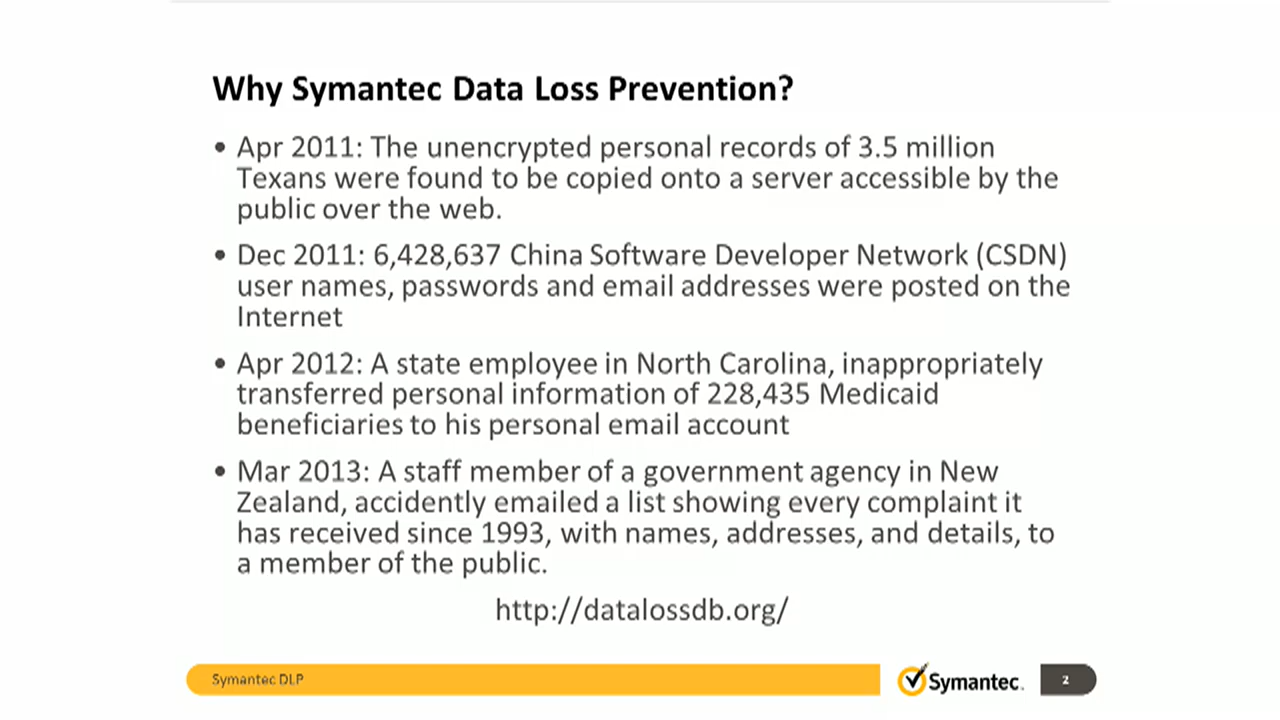 Why Symantec Data Loss Prevention?
• Apr 2011: The unencrypted personal records of 3.5 million
Texans were found to be copied onto a server accessible by the
public over the web.
• Dec 2011: 6,428,637 China Software Developer Network (CSDN)
user names, passwords and email addresses were posted on the
Internet
• Apr 2012: A state employee in North Carolina, inappropriately
transferred personal information of 228,435 Medicaid
beneficiaries to his personal email account
• Mar 2013: A staff member of a government agency in New
Zealand, accidently emailed a list showing every complaint it
has received since 1993, with names, addresses, and details, to
a member of the public.
http://datalossdb.org/
Symantec DLP
Symantec.
2